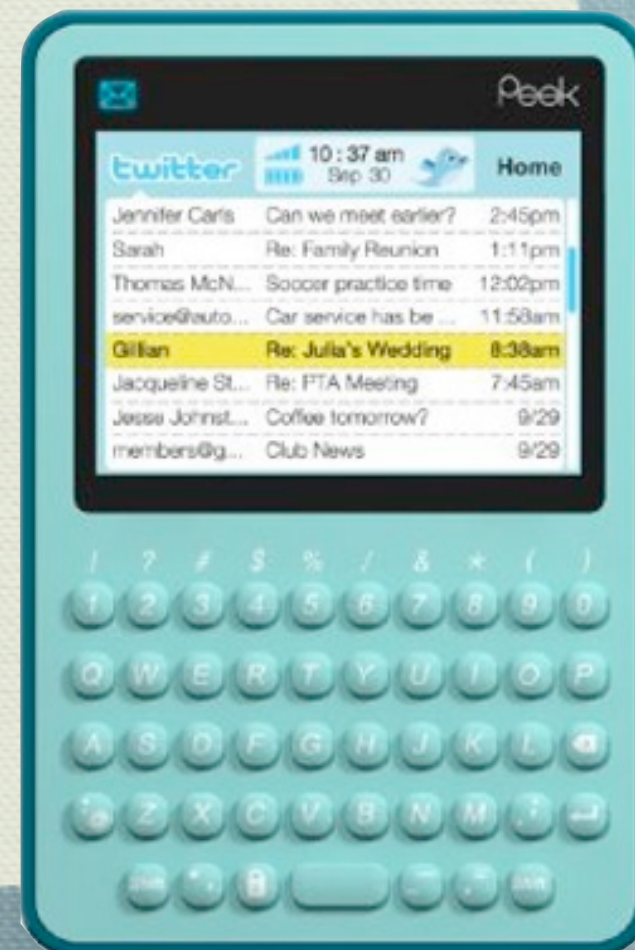 Peek
twitter 10:37 am Home
Sep 30
Jennifer Carls Can we meet earlier? 2:45pm
Sarah Re: Family Reunion 1:11pm
Thomas McN... Soccer practice time 12:02pm
service@auto... Car service has be ... 11:58am
Gillian Re: Julia's Wedding 8:38am
Jacqueline St... Re: PTA Meeting 7:45am
Jesse Johnst... Coffee tomorrow? 9/29
members@g... Club News 9/29
! ? # $ % / & * ( )
1 2 3 4 5 6 7 8 9 0
Q W E R T Y U I O P
A S D F G H J K L
Z X C V B N M